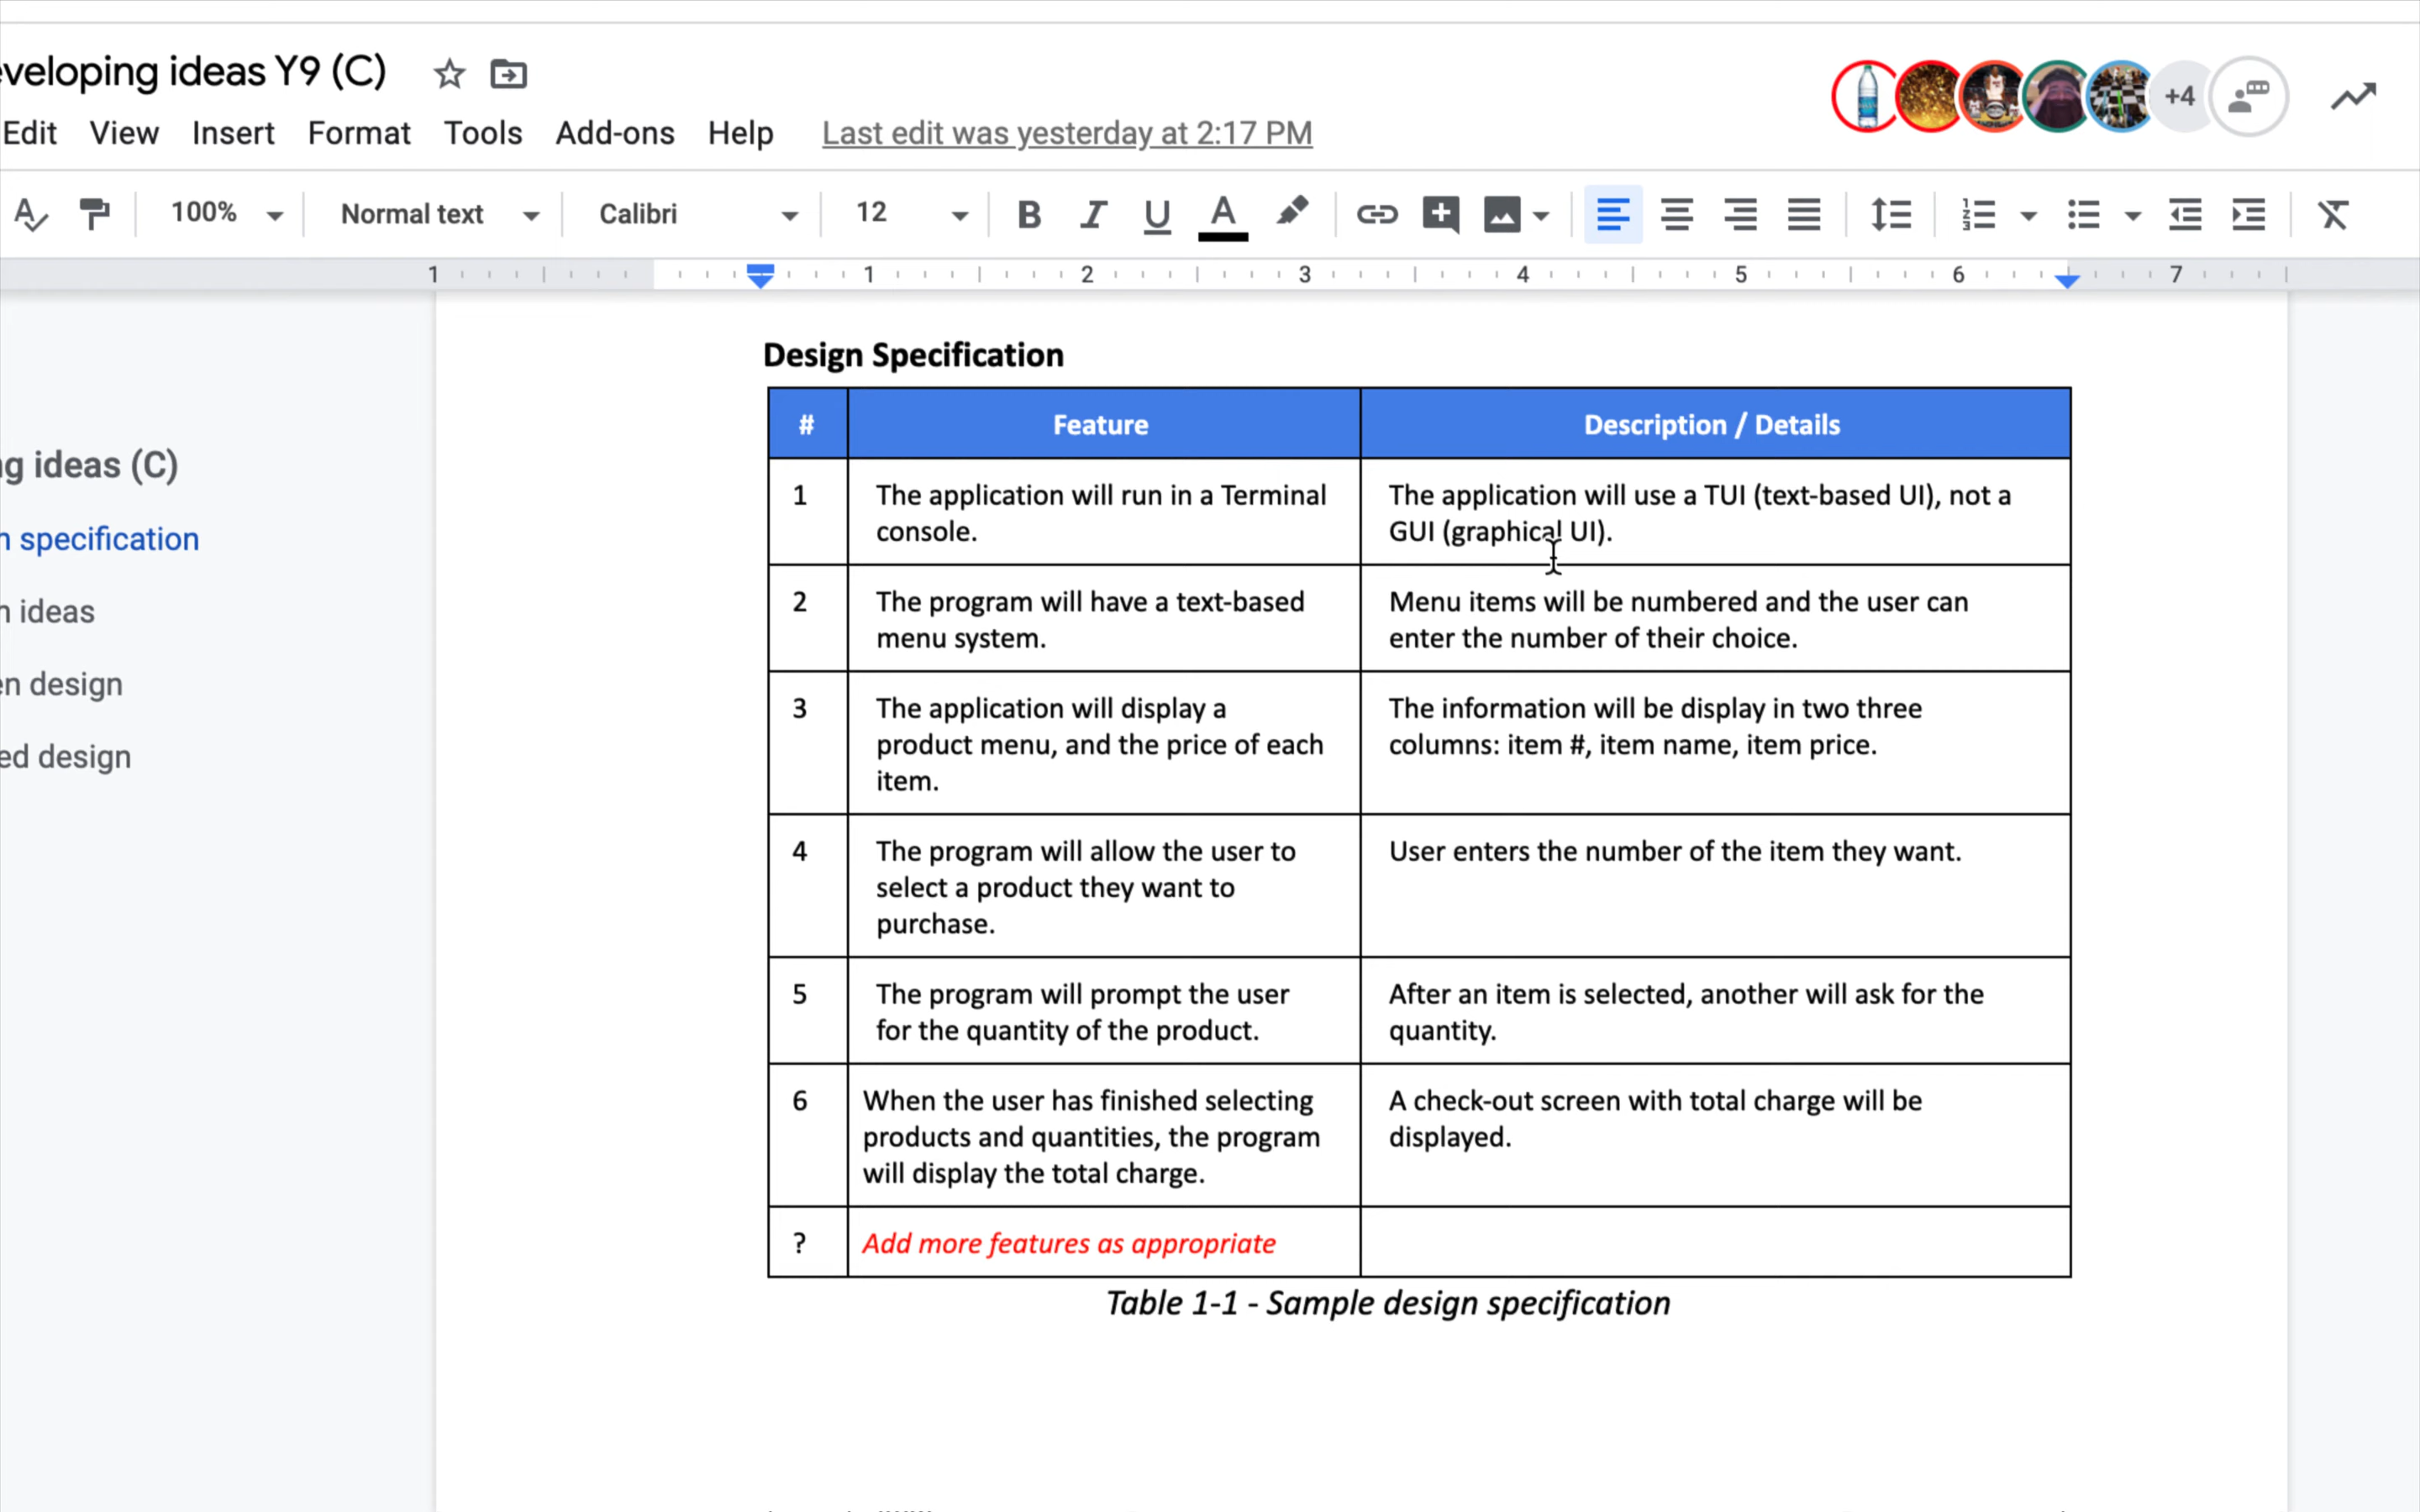 eveloping ideas Y9 (C)
Edit View Insert Format Tools Add-ons Help Last edit was yesterday at 2:17 PM
+4
100% Normal text Calibri 12 B I U A
1 1 2 3 4 5 6 7
g ideas (C)
n specification
n ideas
en design
ed design
Design Specification
# Feature Description / Details
1 The application will run in a Terminal console. The application will use a TUI (text-based UI), not a GUI (graphical UI).
2 The program will have a text-based menu system. Menu items will be numbered and the user can enter the number of their choice.
3 The application will display a product menu, and the price of each item. The information will be display in two three columns: item #, item name, item price.
4 The program will allow the user to select a product they want to purchase. User enters the number of the item they want.
5 The program will prompt the user for the quantity of the product. After an item is selected, another will ask for the quantity.
6 When the user has finished selecting products and quantities, the program will display the total charge. A check-out screen with total charge will be displayed.
? Add more features as appropriate
Table 1-1 - Sample design specification